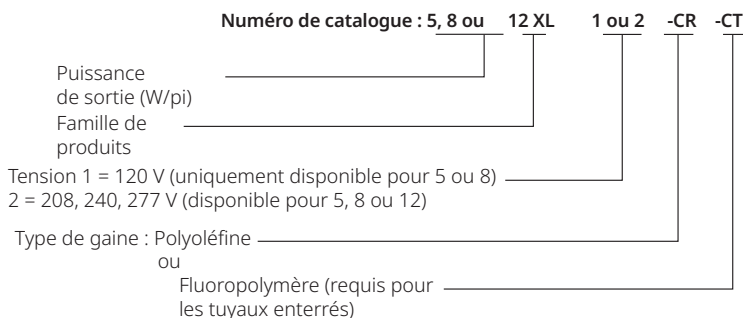 Numéro de catalogue : 5, 8 ou 12 XL 1 ou 2 -CR -CT
Puissance
de sortie (W/pi)
Famille de
produits
Tension 1 = 120 V (uniquement disponible pour 5 ou 8)
2 = 208, 240, 277 V (disponible pour 5, 8 ou 12)
Type de gaine : Polyoléfine
ou
Fluoropolymère (requis pour
les tuyaux enterrés)